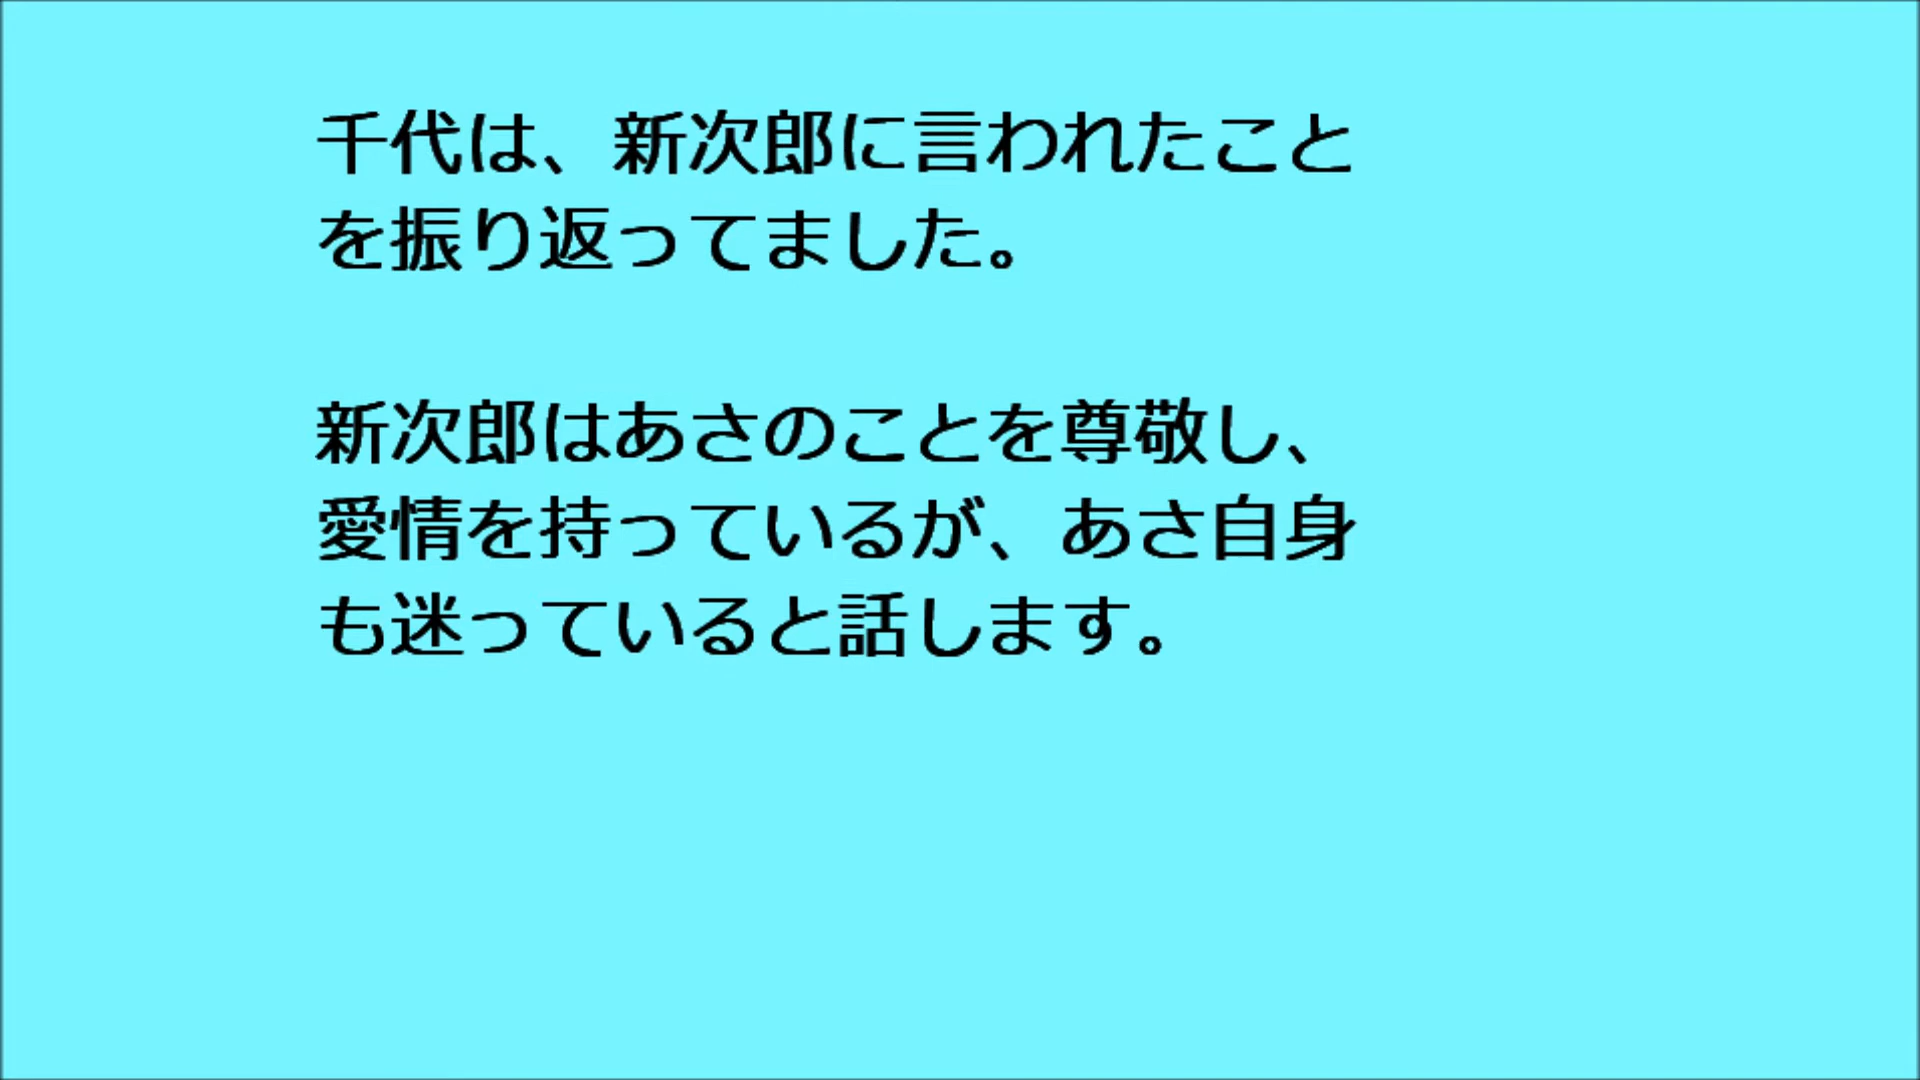 千代は、新次郎に言われたこと
を振り返ってました。
新次郎はあさのことを尊敬し、
愛情を持っているが、あさ自身
も迷っていると話します。